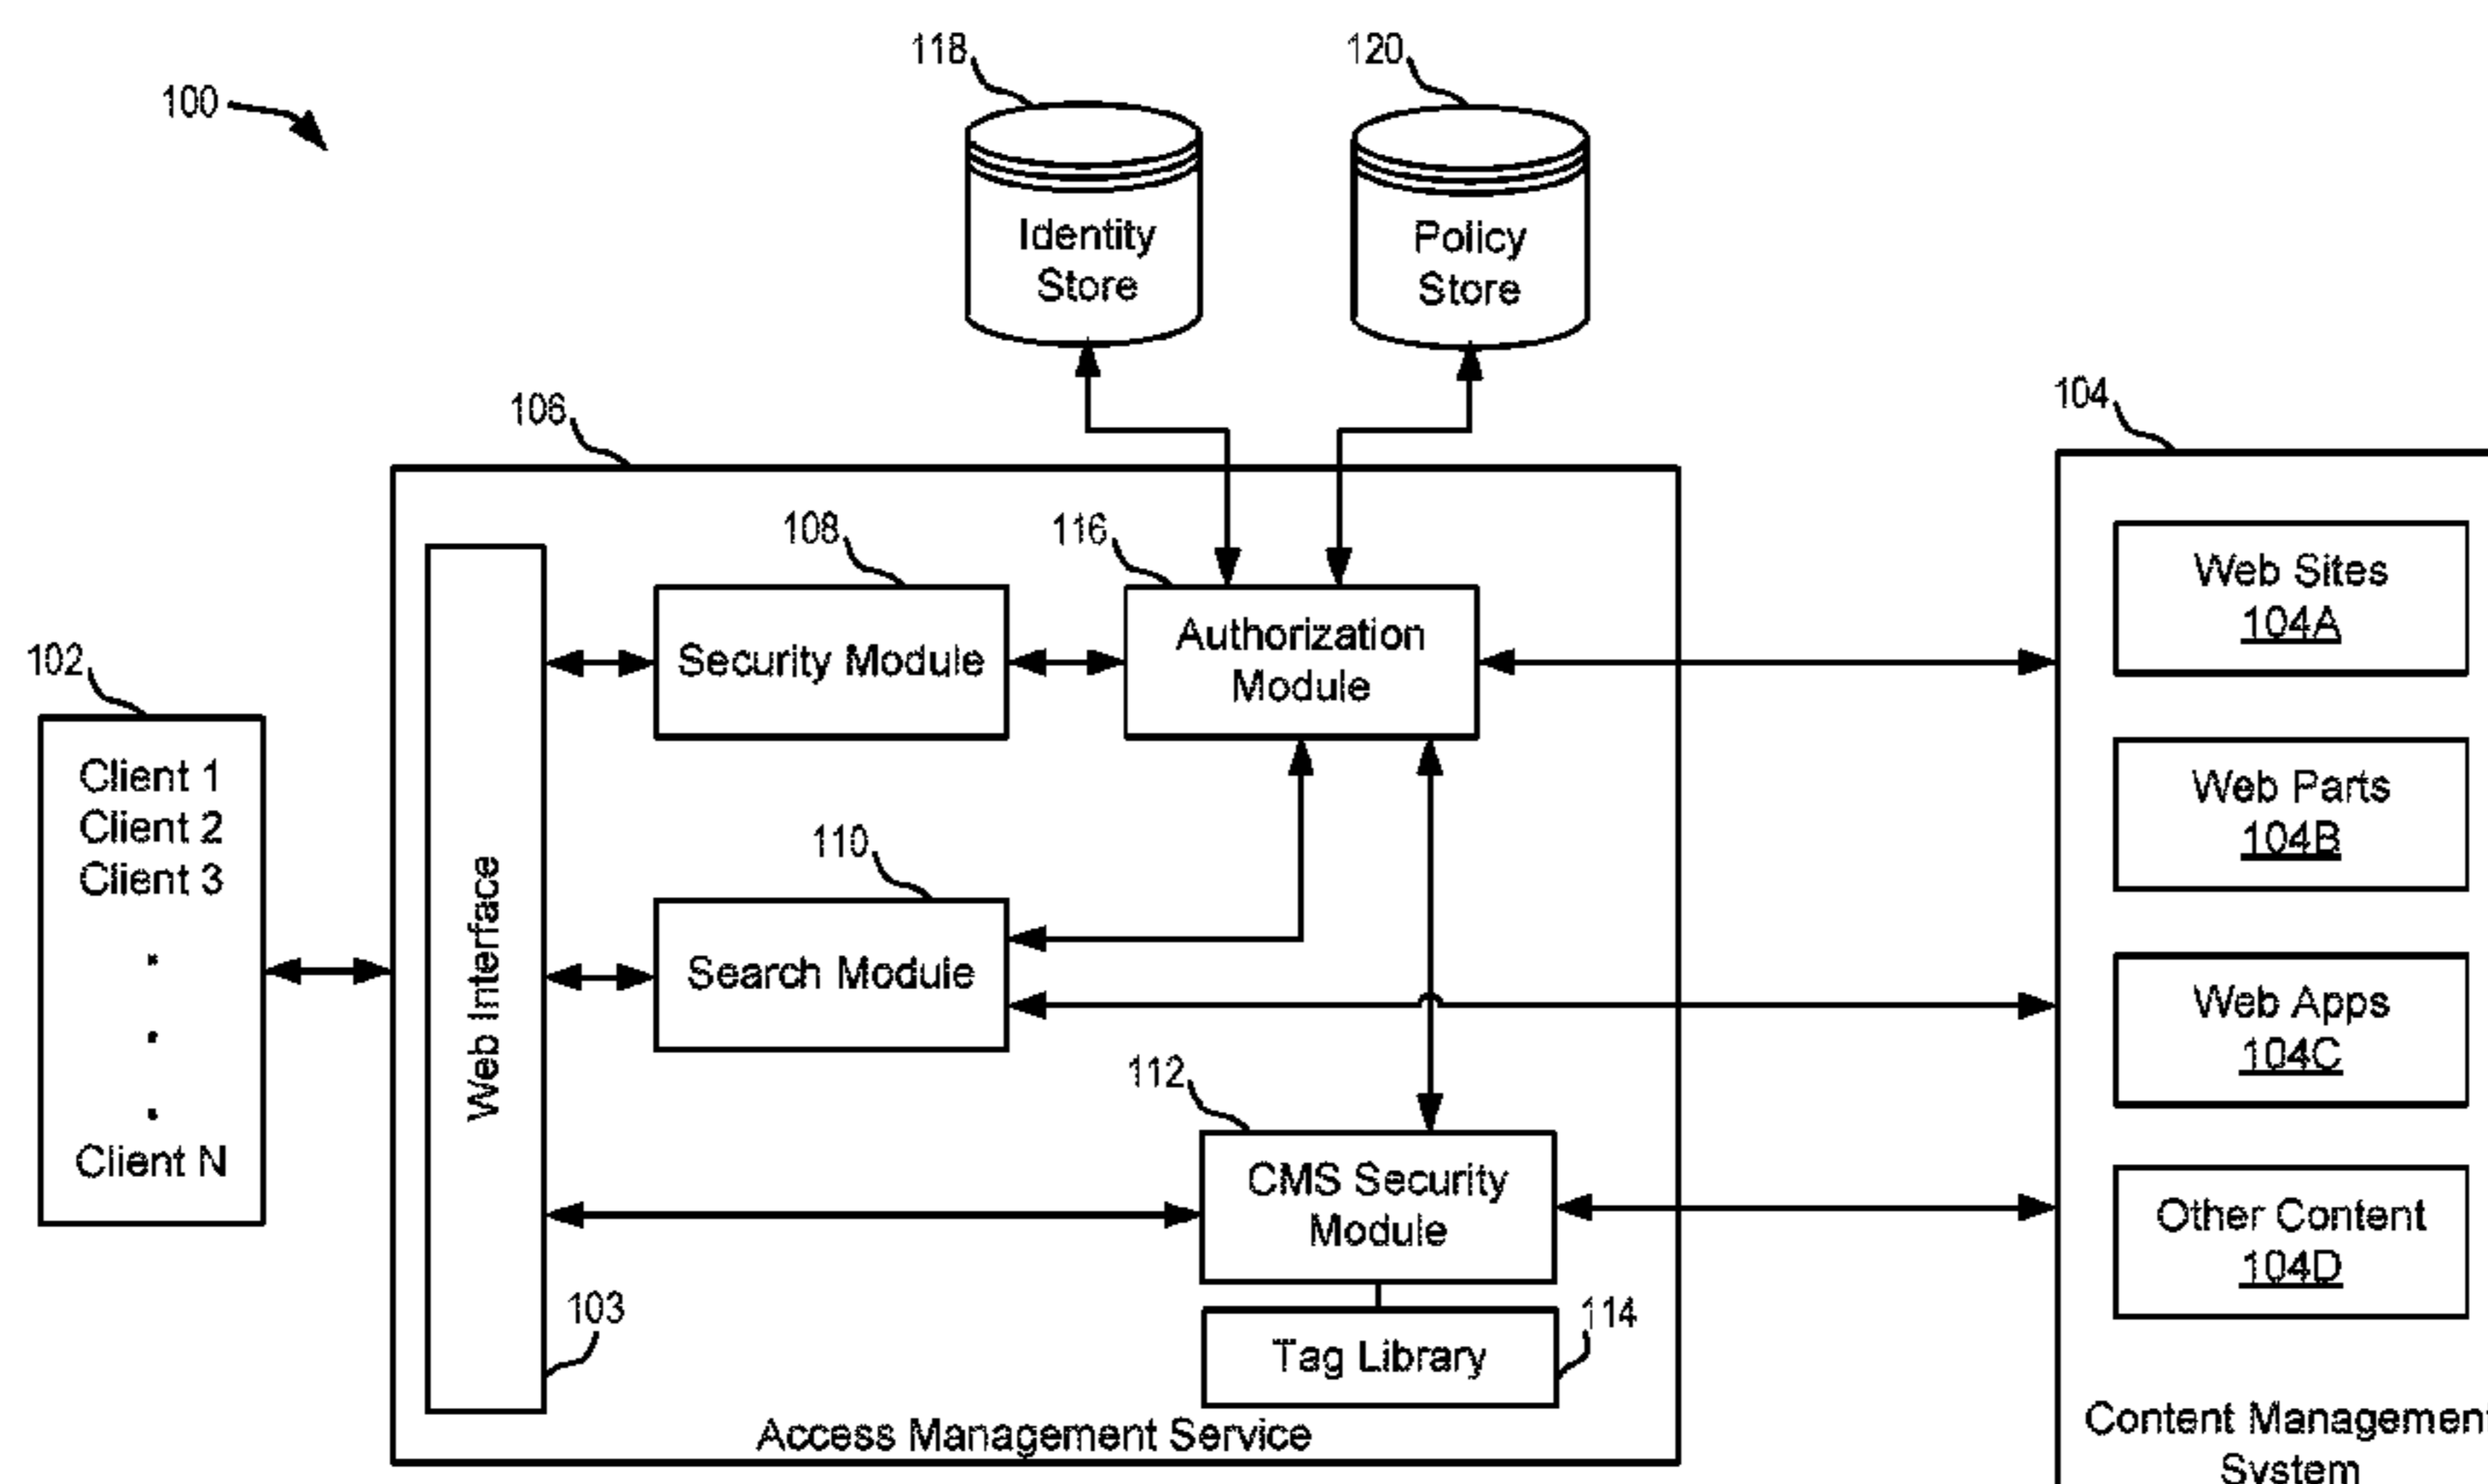 100
118
120
Identity
Store
Policy
Store
106
104
108
116
102
Security Module
Authorization
Module
Web Sites
104A
Client 1
Client 2
Client 3
.
.
.
Client N
Web Interface
110
Search Module
Web Parts
104B
Web Apps
104C
112
CMS Security
Module
Other Content
104D
103
114
Tag Library
Access Management Service
Content Management
System